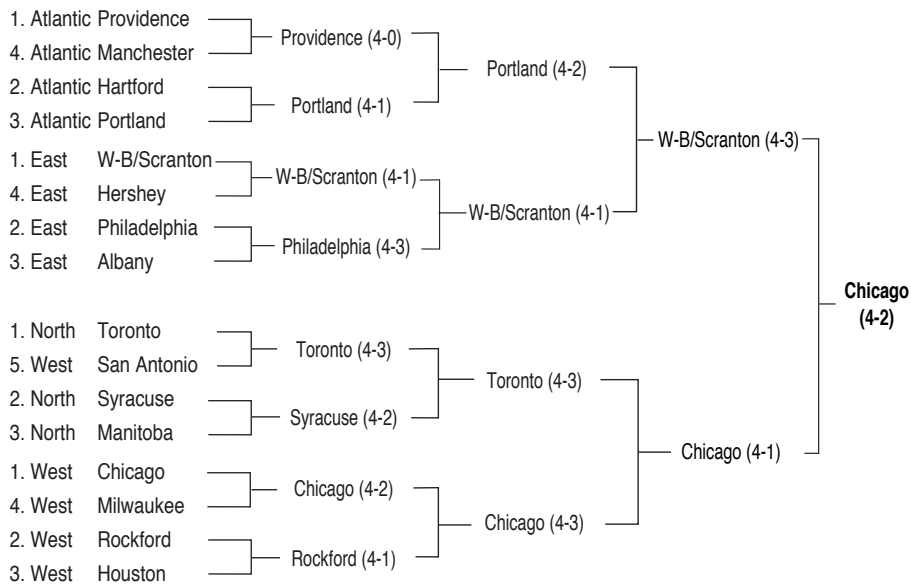 1. Atlantic Providence
4. Atlantic Manchester
2. Atlantic Hartford
3. Atlantic Portland
1. East W-B/Scranton
4. East Hershey
2. East Philadelphia
3. East Albany
1. North Toronto
5. West San Antonio
2. North Syracuse
3. North Manitoba
1. West Chicago
4. West Milwaukee
2. West Rockford
3. West Houston
Providence (4-0)
Portland (4-1)
W-B/Scranton (4-1)
Philadelphia (4-3)
Toronto (4-3)
Syracuse (4-2)
Chicago (4-2)
Rockford (4-1)
Portland (4-2)
W-B/Scranton (4-1)
Toronto (4-3)
Chicago (4-3)
W-B/Scranton (4-3)
Chicago (4-1)
Chicago
(4-2)